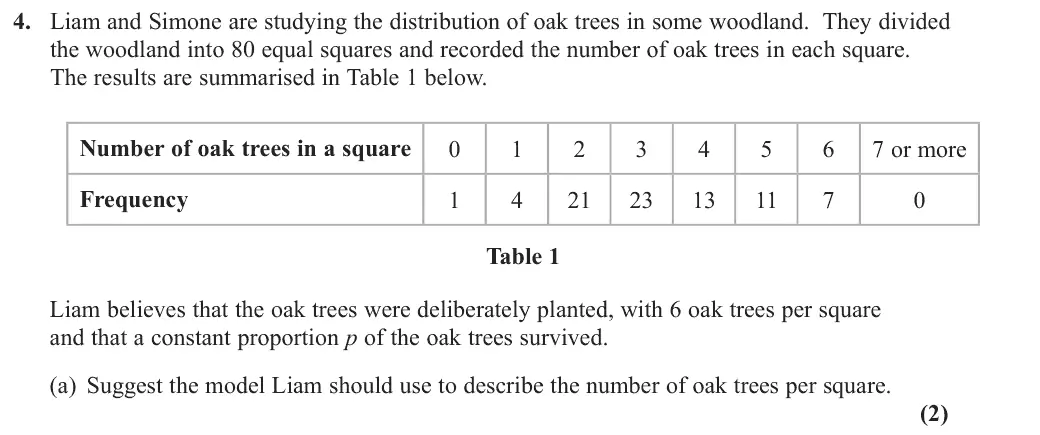 4. Liam and Simone are studying the distribution of oak trees in some woodland. They divided
the woodland into 80 equal squares and recorded the number of oak trees in each square.
The results are summarised in Table 1 below.
Number of oak trees in a square 0 1 2 3 4 5 6 7 or more
Frequency 1 4 21 23 13 11 7 0
Table 1
Liam believes that the oak trees were deliberately planted, with 6 oak trees per square
and that a constant proportion p of the oak trees survived.
(a) Suggest the model Liam should use to describe the number of oak trees per square.
(2)